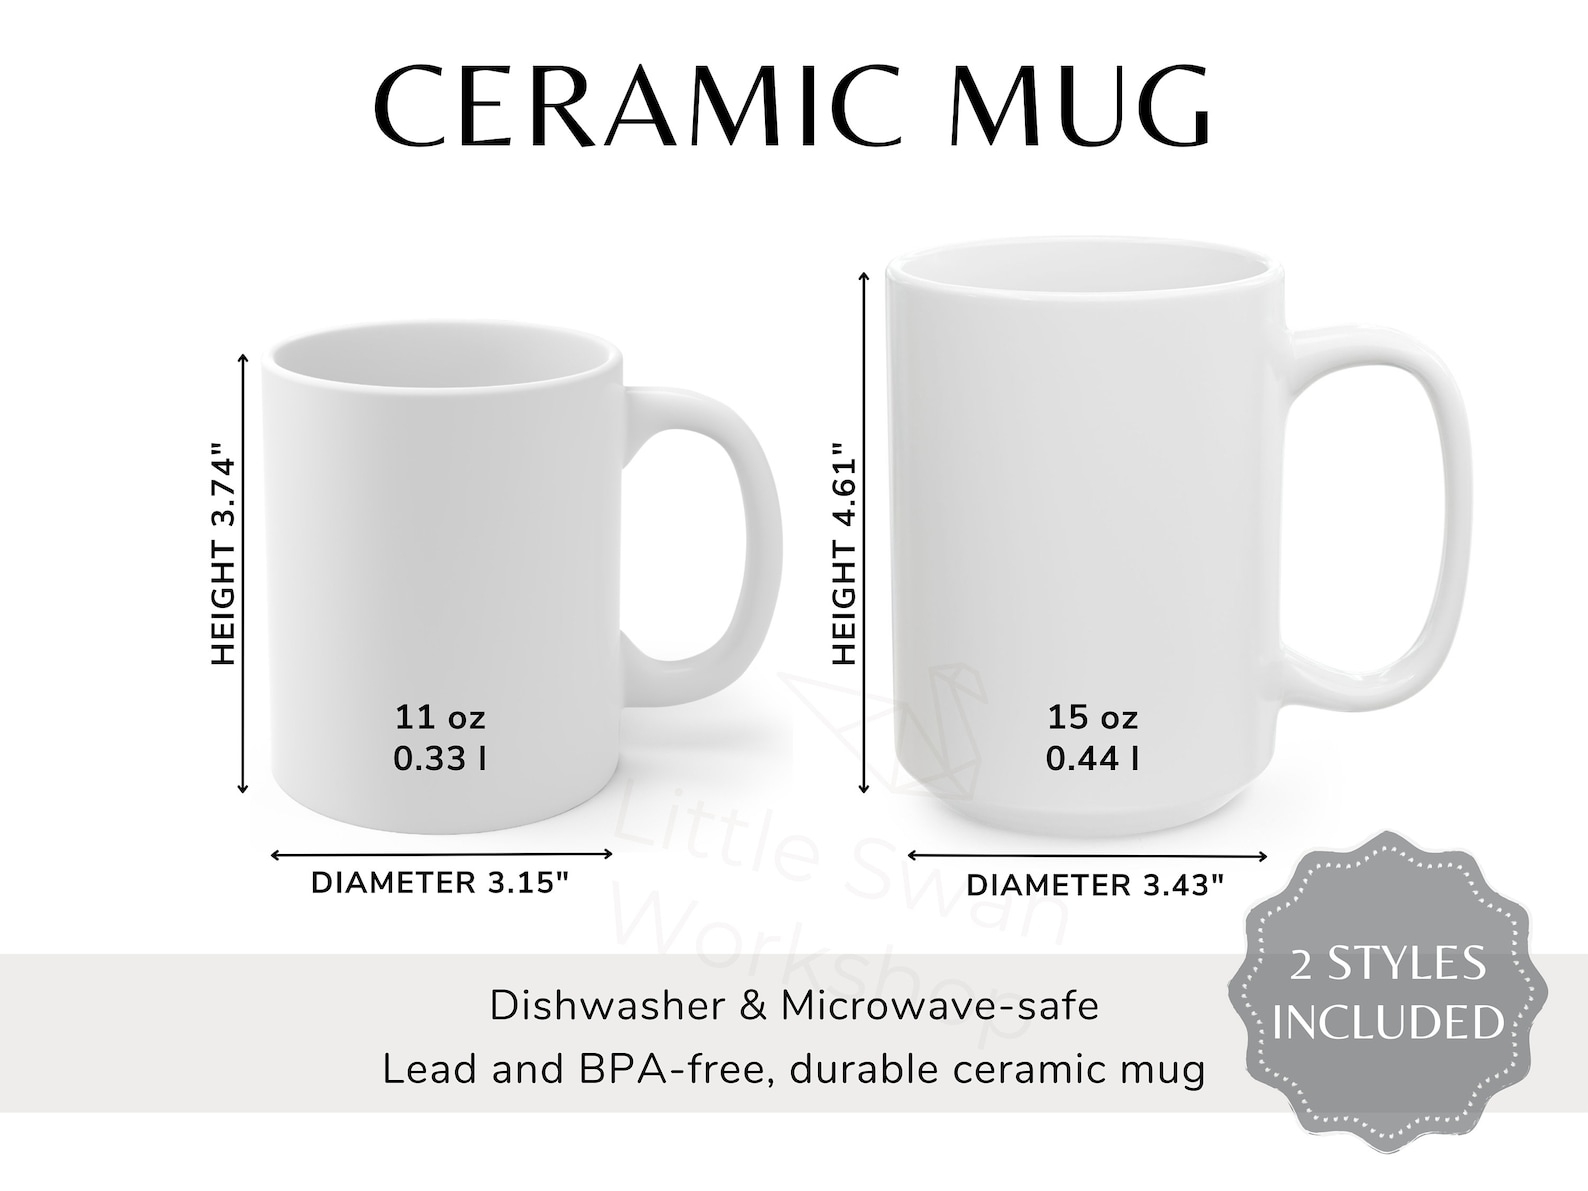 CERAMIC MUG
HEIGHT 3.74"
11 oz
0.33 l
DIAMETER 3.15"
HEIGHT 4.61"
15 oz
0.44 l
DIAMETER 3.43"
Little Swan
Workshop
Dishwasher & Microwave-safe
Lead and BPA-free, durable ceramic mug
2 STYLES
INCLUDED